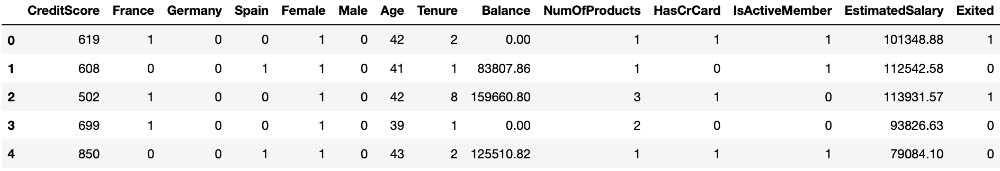 CreditScore France Germany Spain Female Male Age Tenure Balance NumOfProducts HasCrCard IsActiveMember EstimatedSalary Exited
0 619 1 0 0 1 0 42 2 0.00 1 1 1 101348.88 1
1 608 0 0 1 1 0 41 1 83807.86 1 0 1 112542.58 0
2 502 1 0 0 1 0 42 8 159660.80 3 1 0 113931.57 1
3 699 1 0 0 1 0 39 1 0.00 2 0 0 93826.63 0
4 850 0 0 1 1 0 43 2 125510.82 1 1 1 79084.10 0